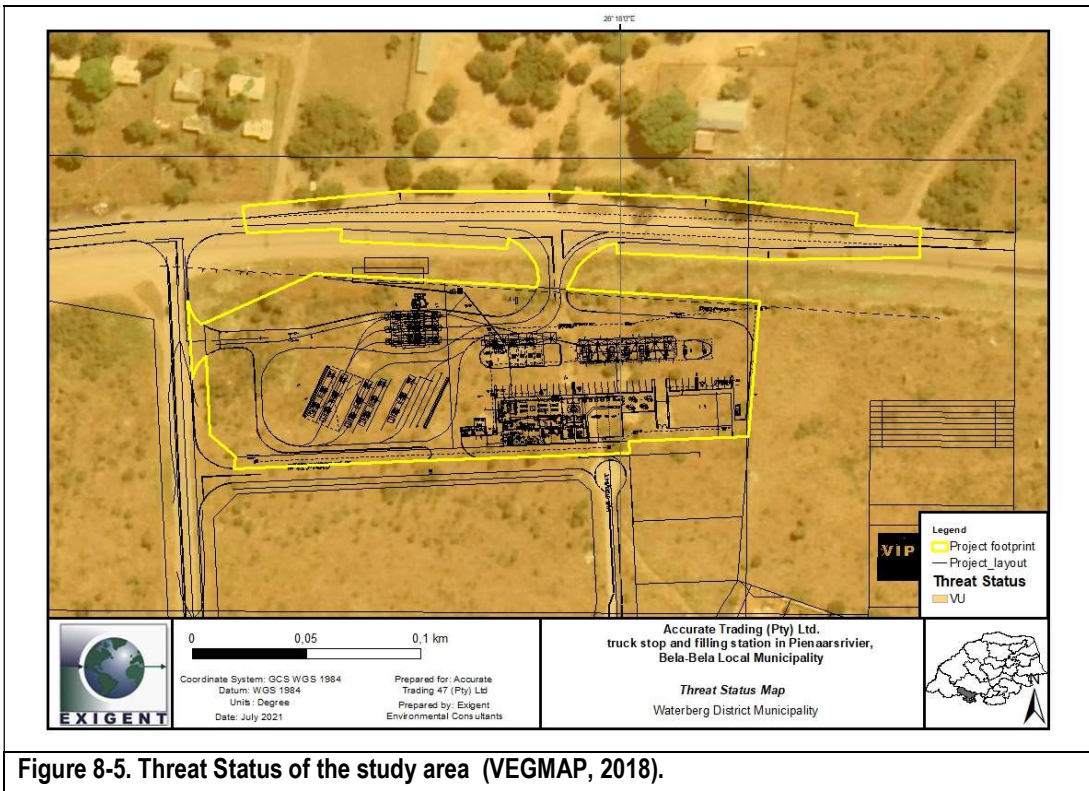 28°18'0"E
VIP
Legend
Project footprint
Project_layout
Threat Status
VU
EXIGENT
0 0,05 0,1 km
Coordinate System: GCS WGS 1984
Datum: WGS 1984
Units: Degree
Date: July 2021
Prepared for: Accurate
Trading 47 (Pty) Ltd
Prepared by: Exigent
Environmental Consultants
Accurate Trading (Pty) Ltd.
truck stop and filling station in Pienaarsrivier,
Bela-Bela Local Municipality
Threat Status Map
Waterberg District Municipality
Figure 8-5. Threat Status of the study area (VEGMAP, 2018).